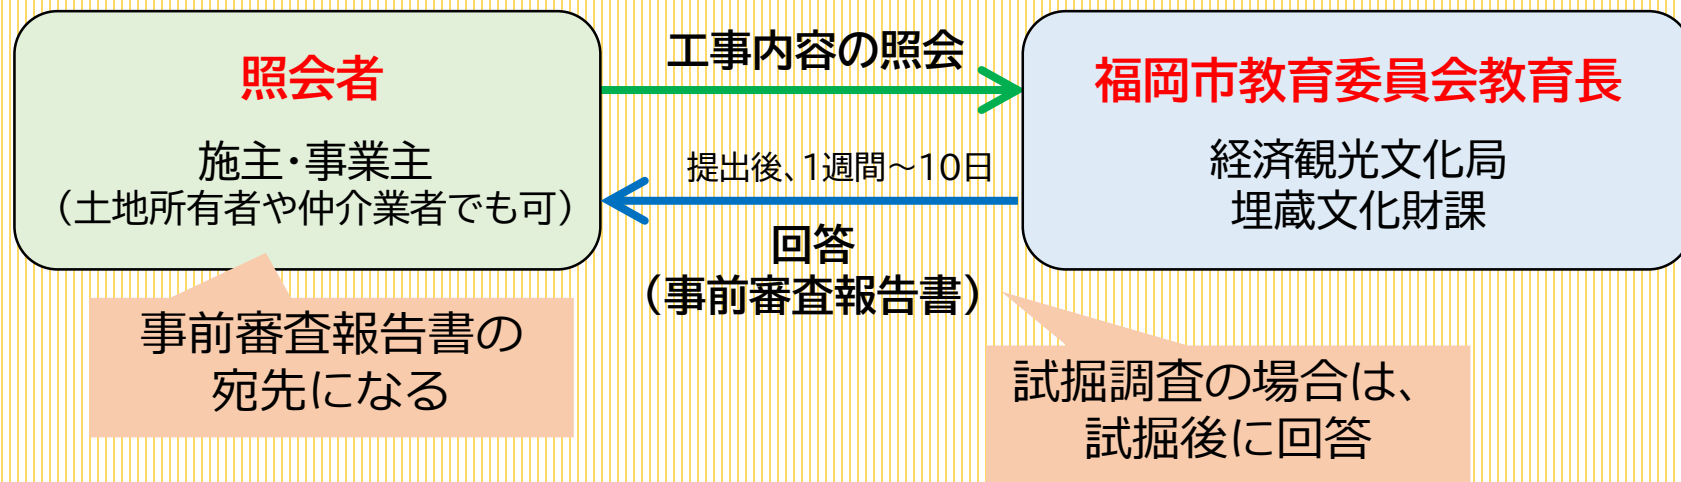 照会者
施主・事業主
（土地所有者や仲介業者でも可）
工事内容の照会
提出後、1週間～10日
回答
（事前審査報告書）
福岡市教育委員会教育長
経済観光文化局
埋蔵文化財課
事前審査報告書の
宛先になる
試掘調査の場合は、
試掘後に回答